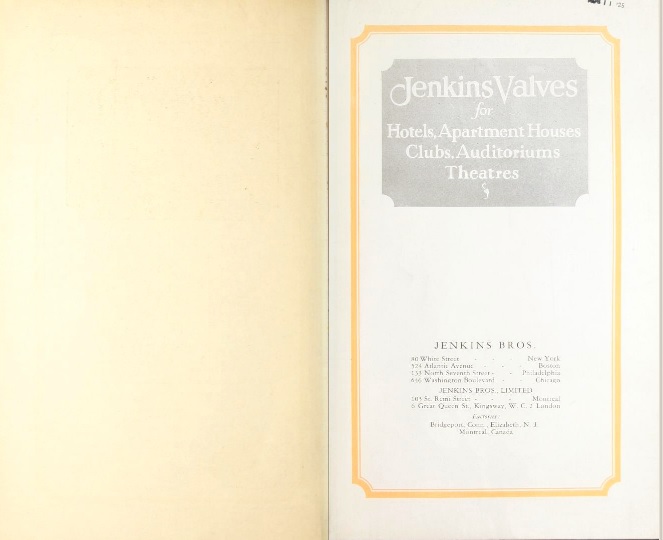 Jenkins Valves
for
Hotels, Apartment Houses
Clubs, Auditoriums
Theatres
JENKINS BROS.
80 White Street - - - New York
524 Atlantic Avenue - - - Boston
133 North Seventh Street - - Philadelphia
646 Washington Boulevard - - Chicago
JENKINS BROS., LIMITED
103 St. Remi Street - - - Montreal
6 Great Queen St., Kingsway, W. C. 2 London
Factories:
Bridgeport, Conn., Elizabeth, N. J.
Montreal, Canada